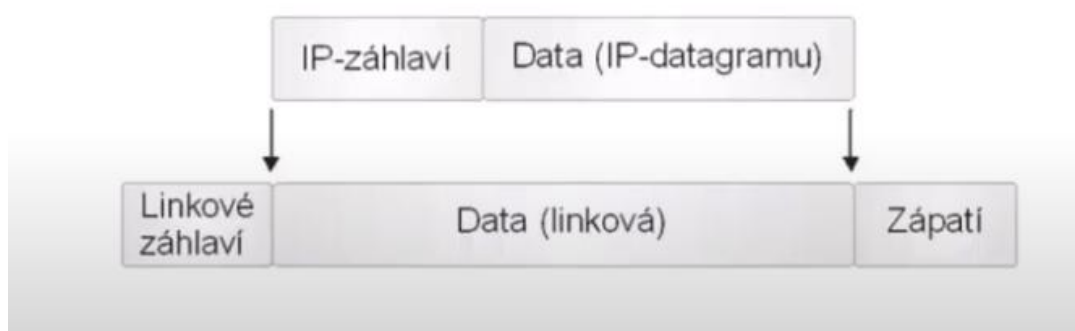 IP-záhlaví
Data (IP-datagramu)
Linkové
záhlaví
Data (linková)
Zápatí